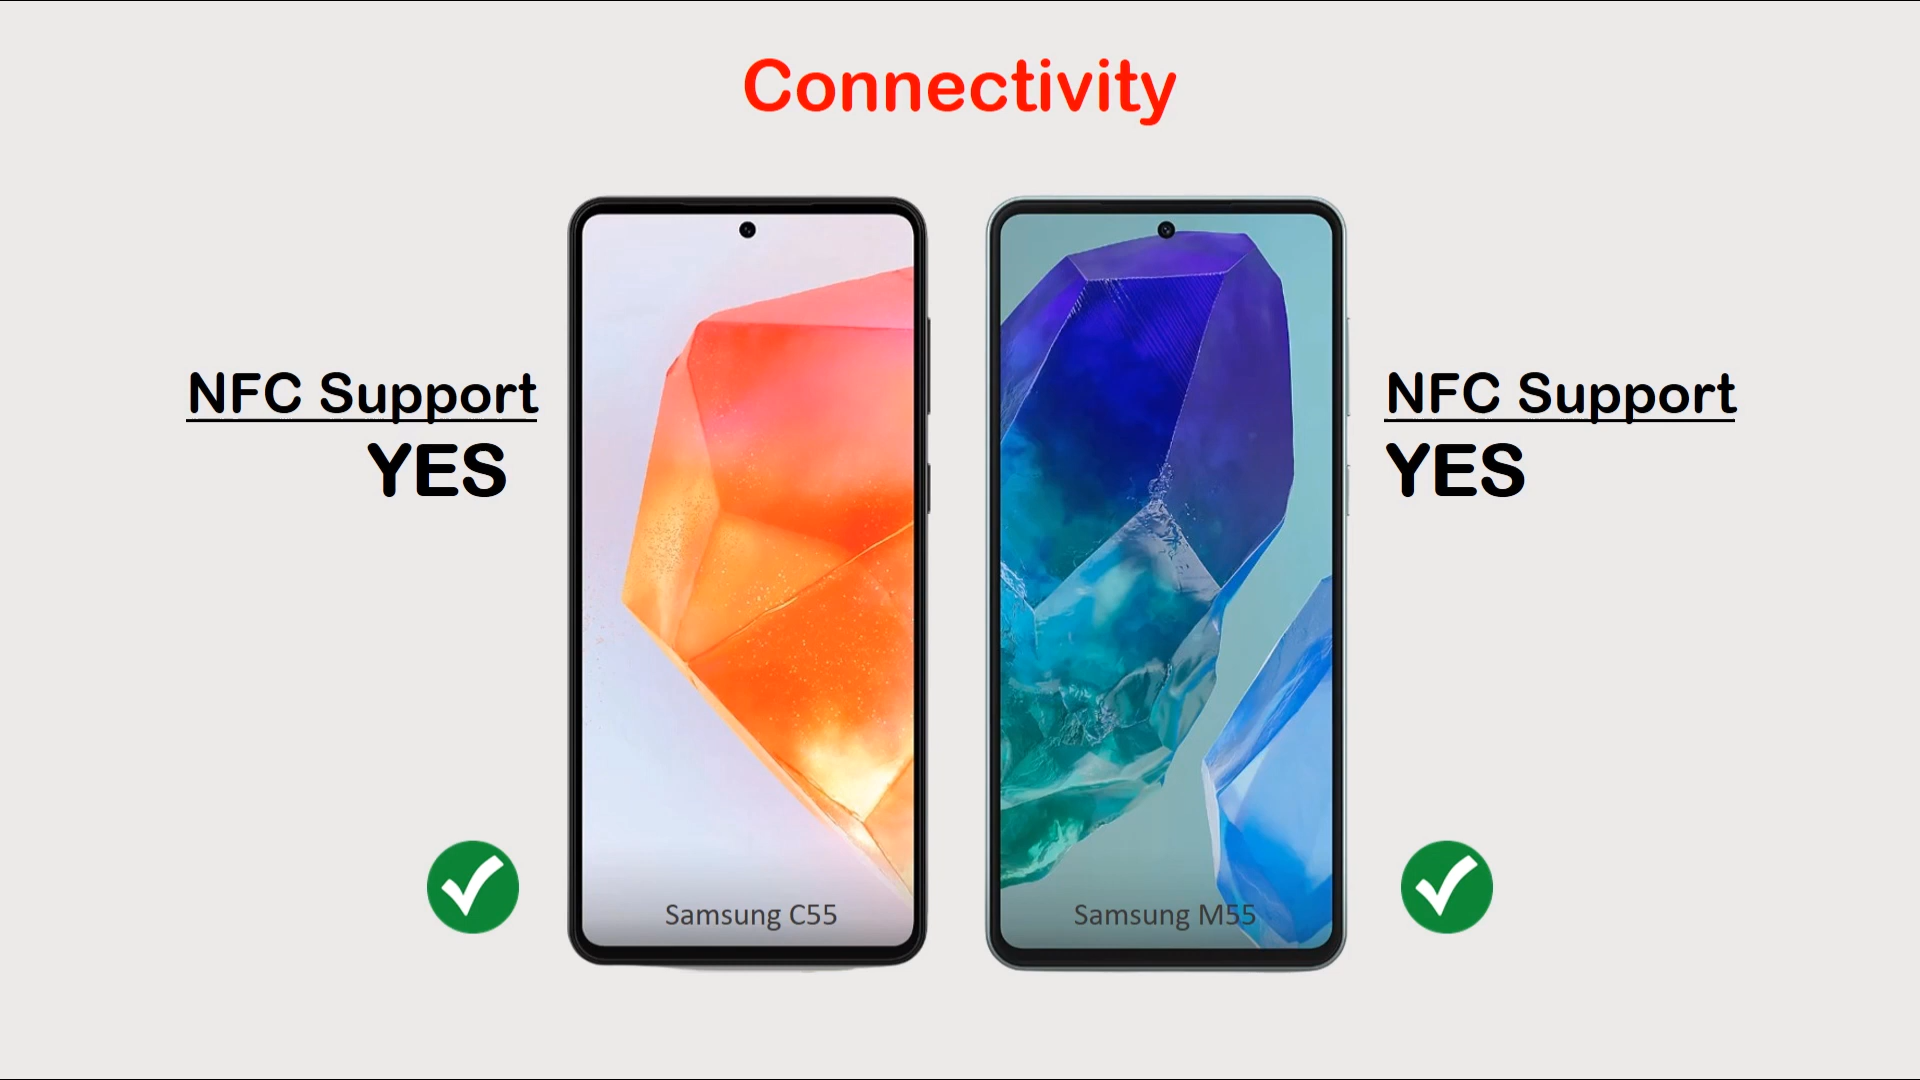 Connectivity
NFC Support
YES
NFC Support
YES
Samsung C55
Samsung M55